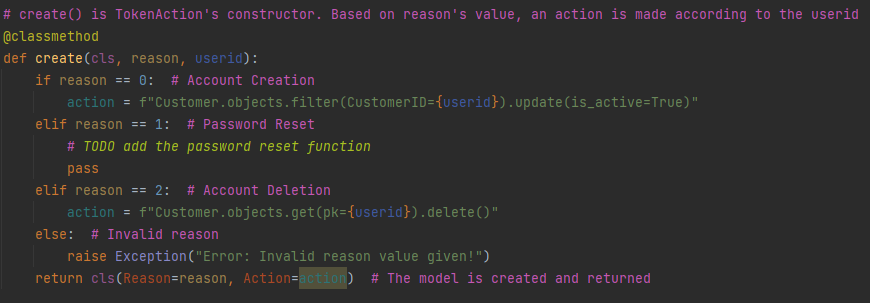 # create() is TokenAction's constructor. Based on reason's value, an action is made according to the userid
@classmethod
def create(cls, reason, userid):
    if reason == 0:  # Account Creation
        action = f"Customer.objects.filter(CustomerID={userid}).update(is_active=True)"
    elif reason == 1:  # Password Reset
        # TODO add the password reset function
        pass
    elif reason == 2:  # Account Deletion
        action = f"Customer.objects.get(pk={userid}).delete()"
    else:  # Invalid reason
        raise Exception("Error: Invalid reason value given!")
    return cls(Reason=reason, Action=action)  # The model is created and returned